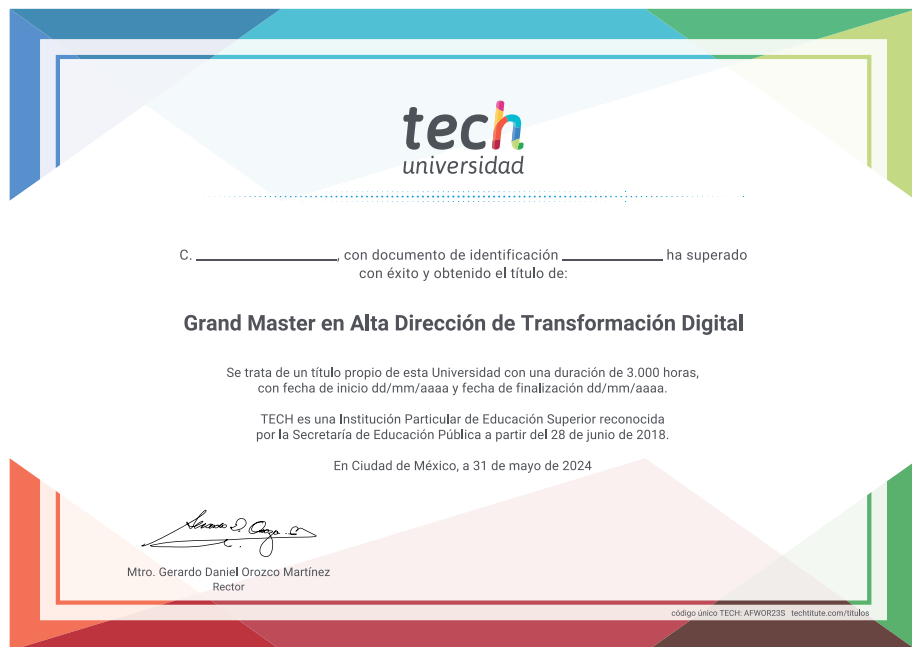 tech
universidad
C. ____________, con documento de identificación ____________ ha superado
con éxito y obtenido el título de:
Grand Master en Alta Dirección de Transformación Digital
Se trata de un título propio de esta Universidad con una duración de 3.000 horas,
con fecha de inicio dd/mm/aaaa y fecha de finalización dd/mm/aaaa.
TECH es una Institución Particular de Educación Superior reconocida
por la Secretaría de Educación Pública a partir del 28 de junio de 2018.
En Ciudad de México, a 31 de mayo de 2024
Mtro. Gerardo Daniel Orozco Martínez
Rector
código único TECH: AFWOR23S techtitute.com/titulos